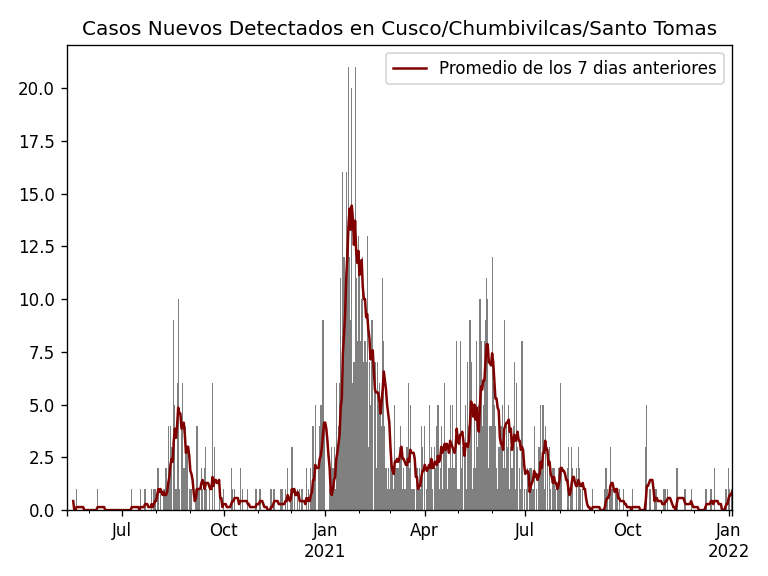 Casos Nuevos Detectados en Cusco/Chumbivilcas/Santo Tomas
Promedio de los 7 dias anteriores
20.0
17.5
15.0
12.5
10.0
7.5
5.0
2.5
0.0
Jul
Oct
Jan
2021
Apr
Jul
Oct
Jan
2022